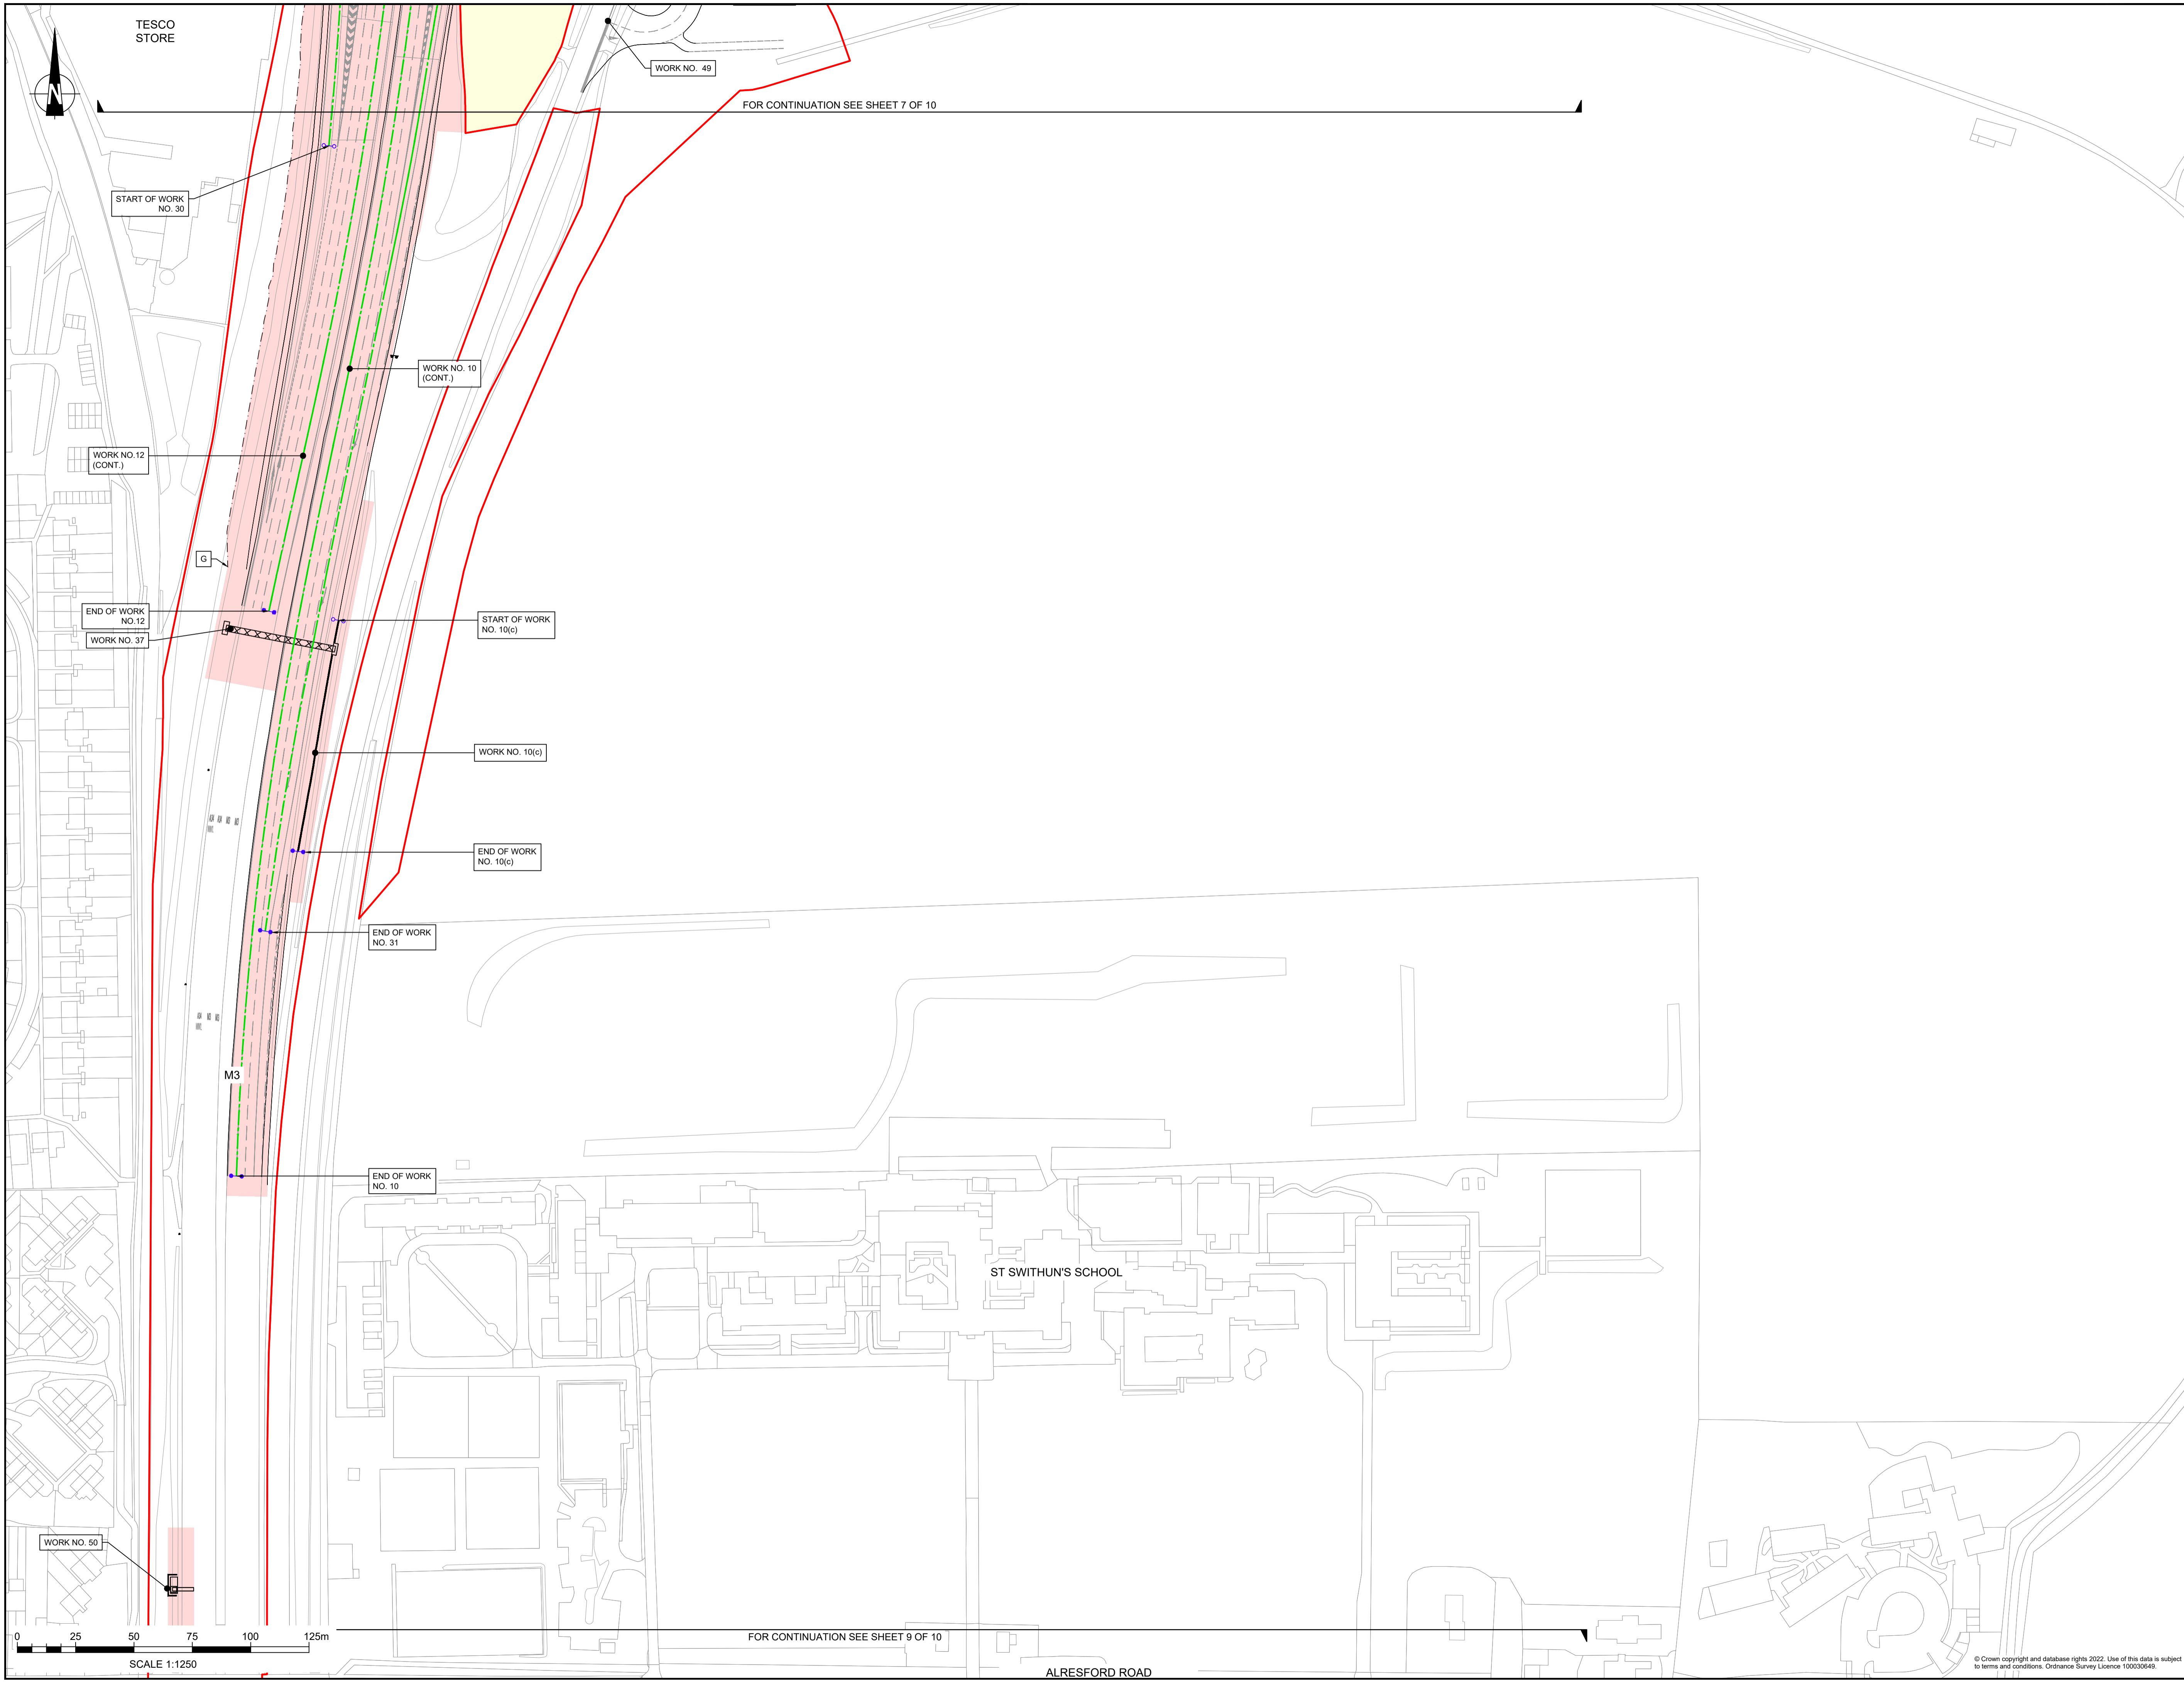 TESCO
STORE
N
WORK NO. 49
FOR CONTINUATION SEE SHEET 7 OF 10
START OF WORK
NO. 30
WORK NO. 10
(CONT.)
WORK NO.12
(CONT.)
G
END OF WORK
NO.12
START OF WORK
NO. 10(c)
WORK NO. 37
WORK NO. 10(c)
END OF WORK
NO. 10(c)
END OF WORK
NO. 31
M3
END OF WORK
NO. 10
ST SWITHUN'S SCHOOL
WORK NO. 50
0 25 50 75 100 125m
SCALE 1:1250
FOR CONTINUATION SEE SHEET 9 OF 10
ALRESFORD ROAD
© Crown copyright and database rights 2022. Use of this data is subject
to terms and conditions. Ordnance Survey Licence 100030649.